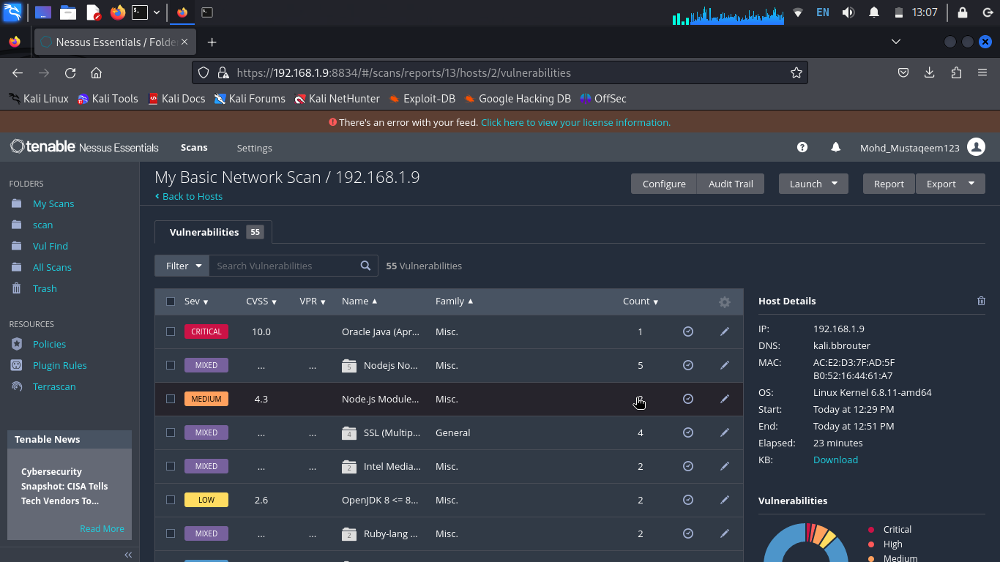 EN
13:07
Nessus Essentials / Folde
https://192.168.1.9:8834/#/scans/reports/13/hosts/2/vulnerabilities
Kali Linux Kali Tools Kali Docs Kali Forums Kali NetHunter Exploit-DB Google Hacking DB OffSec
There's an error with your feed. Click here to view your license information.
tenable Nessus Essentials Scans Settings Mohd_Mustaqeem123
FOLDERS
My Scans
scan
Vul Find
All Scans
Trash
RESOURCES
Policies
Plugin Rules
Terrascan
Tenable News
Cybersecurity
Snapshot: CISA Tells
Tech Vendors To...
Read More
My Basic Network Scan / 192.168.1.9
Back to Hosts
Configure Audit Trail Launch Report Export
Vulnerabilities 55
Filter Search Vulnerabilities 55 Vulnerabilities
Sev CVSS VPR Name Family Count
CRITICAL 10.0 Oracle Java (Apr... Misc. 1
MIXED ... ... 5 Nodejs No... Misc. 5
MEDIUM 4.3 Node.js Module... Misc.
MIXED ... ... 4 SSL (Multip... General 4
MIXED ... ... 2 Intel Media... Misc. 2
LOW 2.6 OpenJDK 8 <= 8... Misc. 2
MIXED ... ... 2 Ruby-lang ... Misc. 2
Host Details
IP: 192.168.1.9
DNS: kali.bbrouter
MAC: AC:E2:D3:7F:AD:5F
B0:52:16:44:61:A7
OS: Linux Kernel 6.8.11-amd64
Start: Today at 12:29 PM
End: Today at 12:51 PM
Elapsed: 23 minutes
KB: Download
Vulnerabilities
Critical
High
Medium